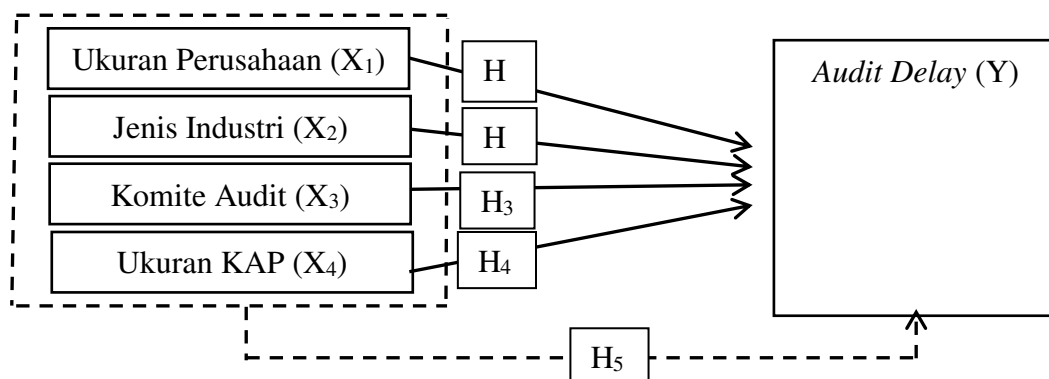 Ukuran Perusahaan (X₁)
H
Audit Delay (Y)
Jenis Industri (X₂)
H
Komite Audit (X₃)
H₃
Ukuran KAP (X₄)
H₄
H₅